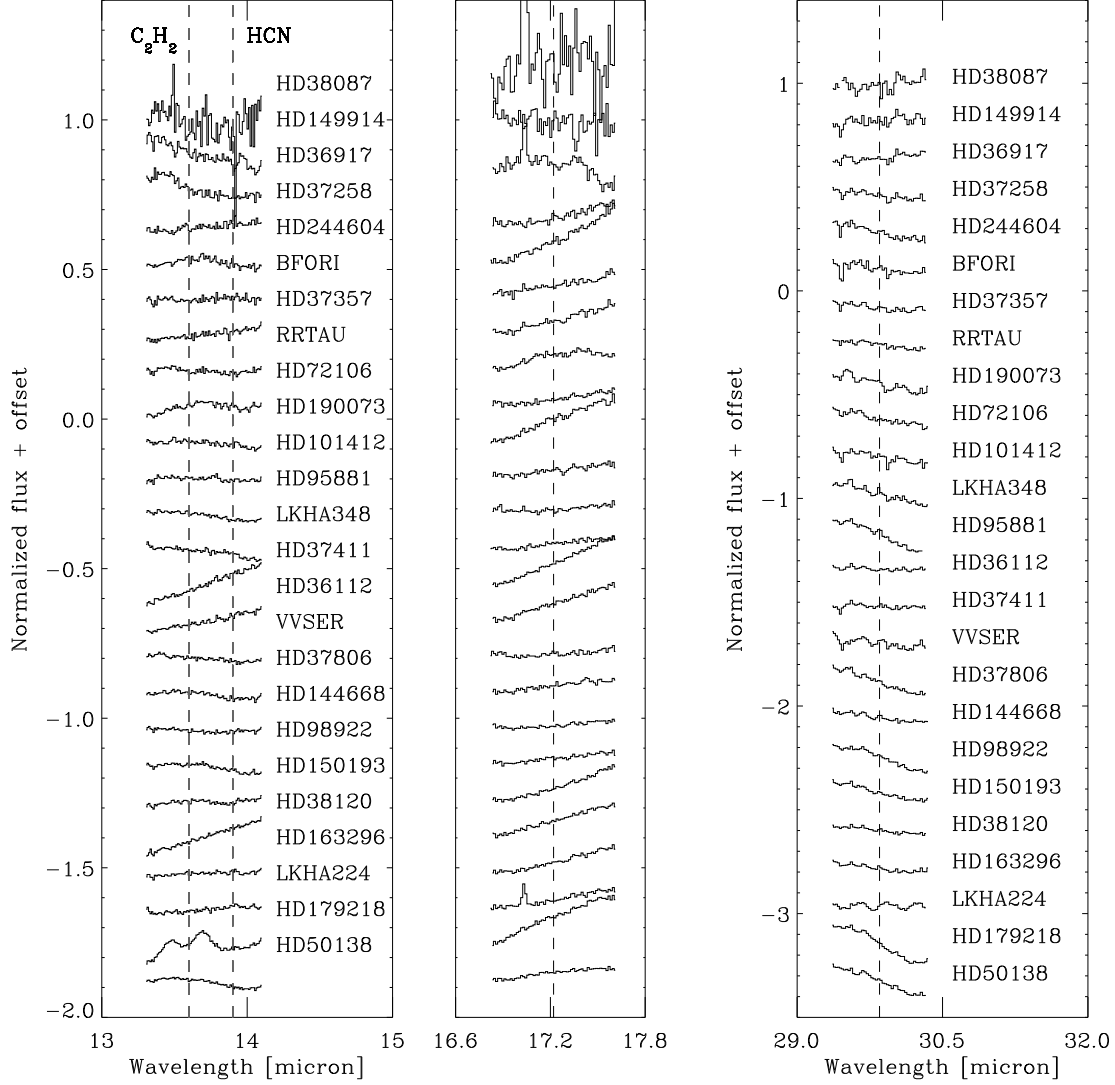 C2H2 HCN
HD38087
HD149914
HD36917
HD37258
HD244604
BFORI
HD37357
RRTAU
HD72106
HD190073
HD101412
HD95881
LKHA348
HD37411
HD36112
VVSER
HD37806
HD144668
HD98922
HD150193
HD38120
HD163296
LKHA224
HD179218
HD50138
1.0
0.5
0.0
−0.5
−1.0
−1.5
−2.0
Normalized flux + offset
13 14 15
Wavelength [micron]
16.6 17.2 17.8
HD38087
HD149914
HD36917
HD37258
HD244604
BFORI
HD37357
RRTAU
HD190073
HD72106
HD101412
LKHA348
HD95881
HD36112
HD37411
VVSER
HD37806
HD144668
HD98922
HD150193
HD38120
HD163296
LKHA224
HD179218
HD50138
1
0
−1
−2
−3
Normalized flux + offset
29.0 30.5 32.0
Wavelength [micron]